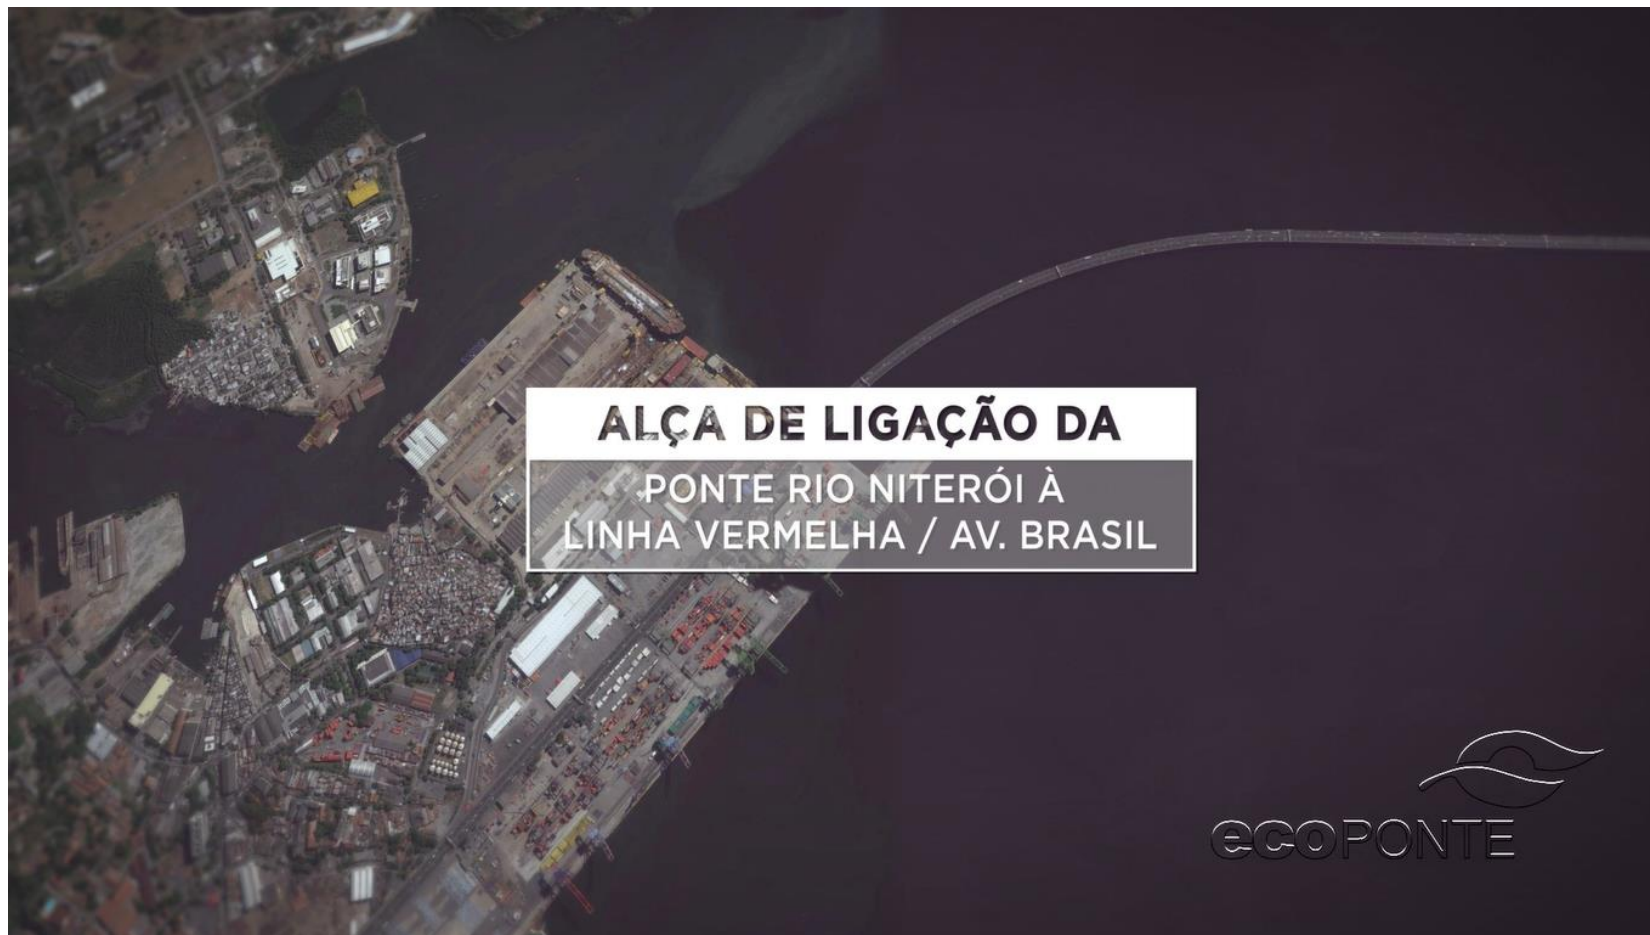 ALÇA DE LIGAÇÃO DA
PONTE RIO NITERÓI À
LINHA VERMELHA / AV. BRASIL
ecoPONTE